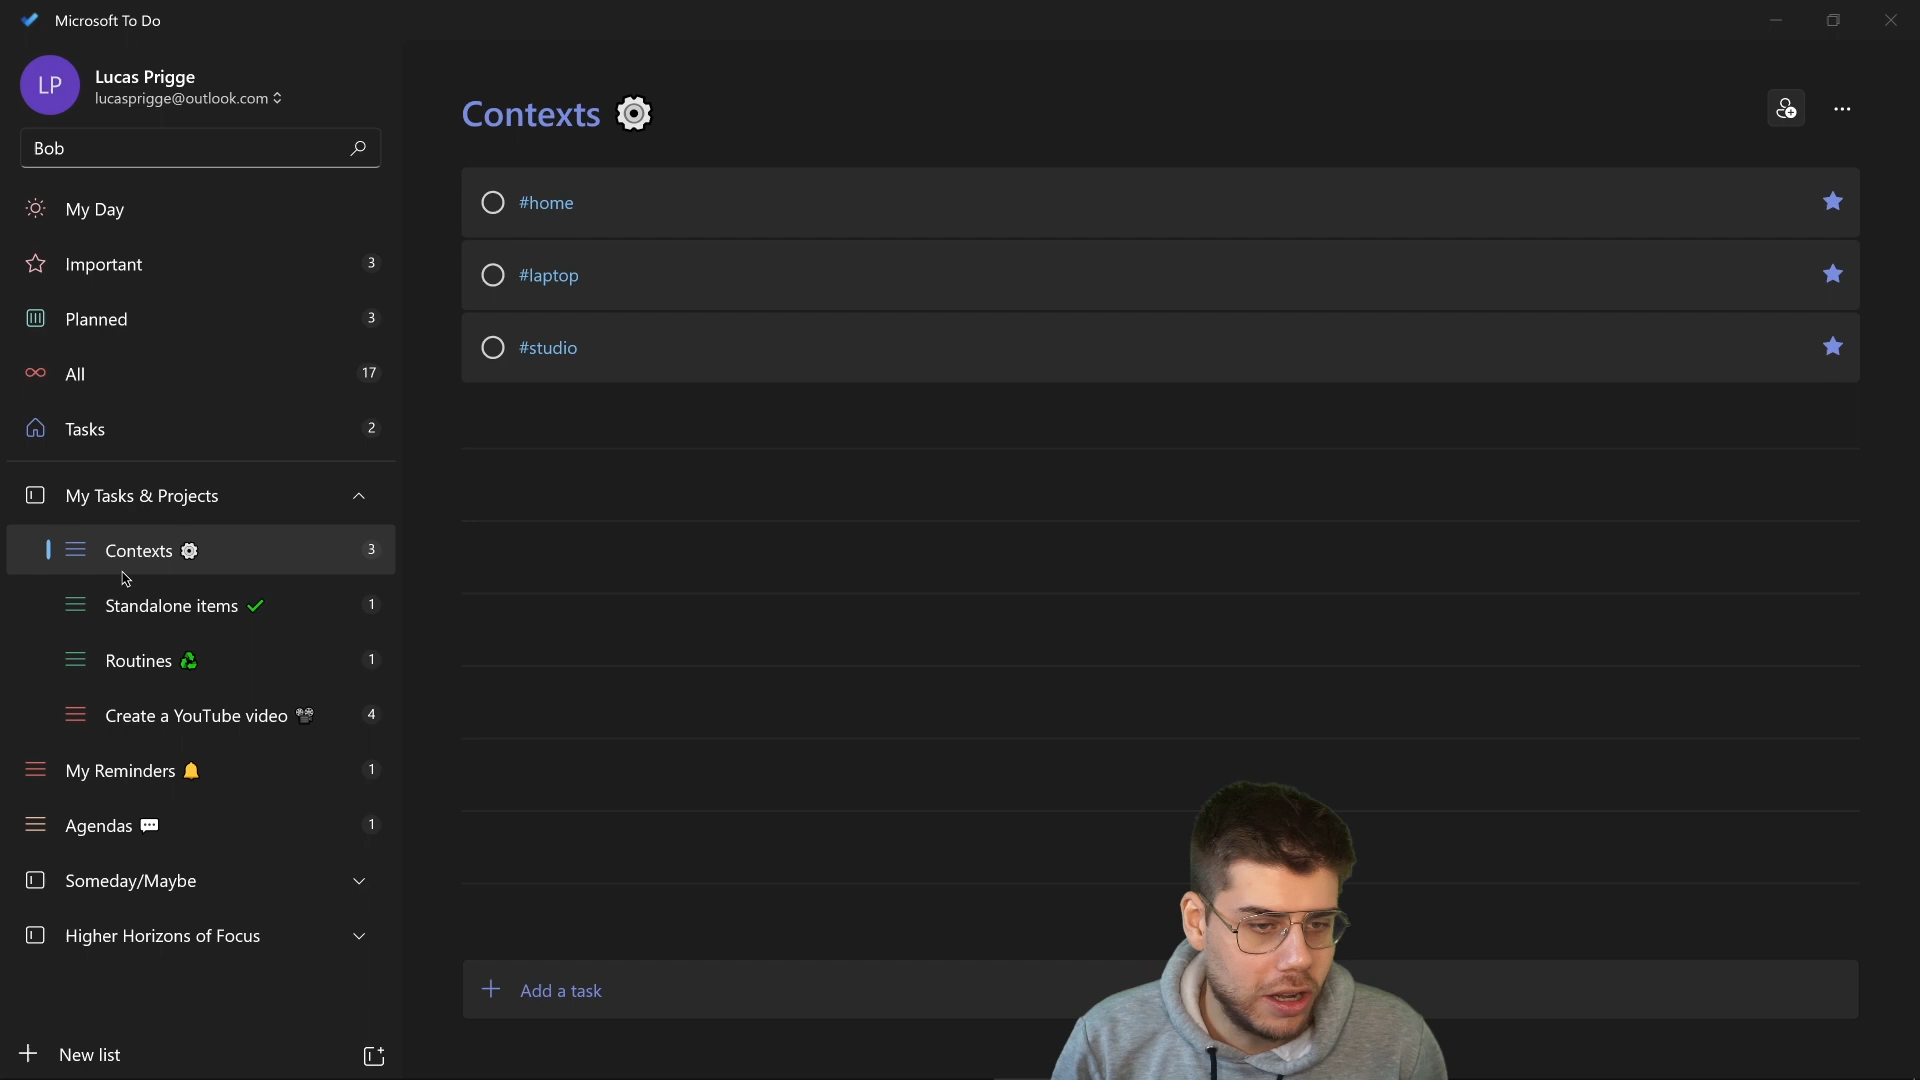 Microsoft To Do
LP
Lucas Prigge
lucasprigge@outlook.com
Bob
My Day
Important 3
Planned 3
All 17
Tasks 2
My Tasks & Projects
Contexts 3
Standalone items 1
Routines 1
Create a YouTube video 4
My Reminders 1
Agendas 1
Someday/Maybe
Higher Horizons of Focus
New list
Contexts
#home
#laptop
#studio
Add a task